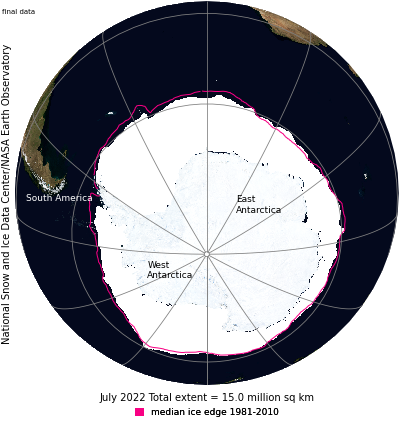 final data
National Snow and Ice Data Center/NASA Earth Observatory
South America
East
Antarctica
West
Antarctica
July 2022 Total extent = 15.0 million sq km
median ice edge 1981-2010